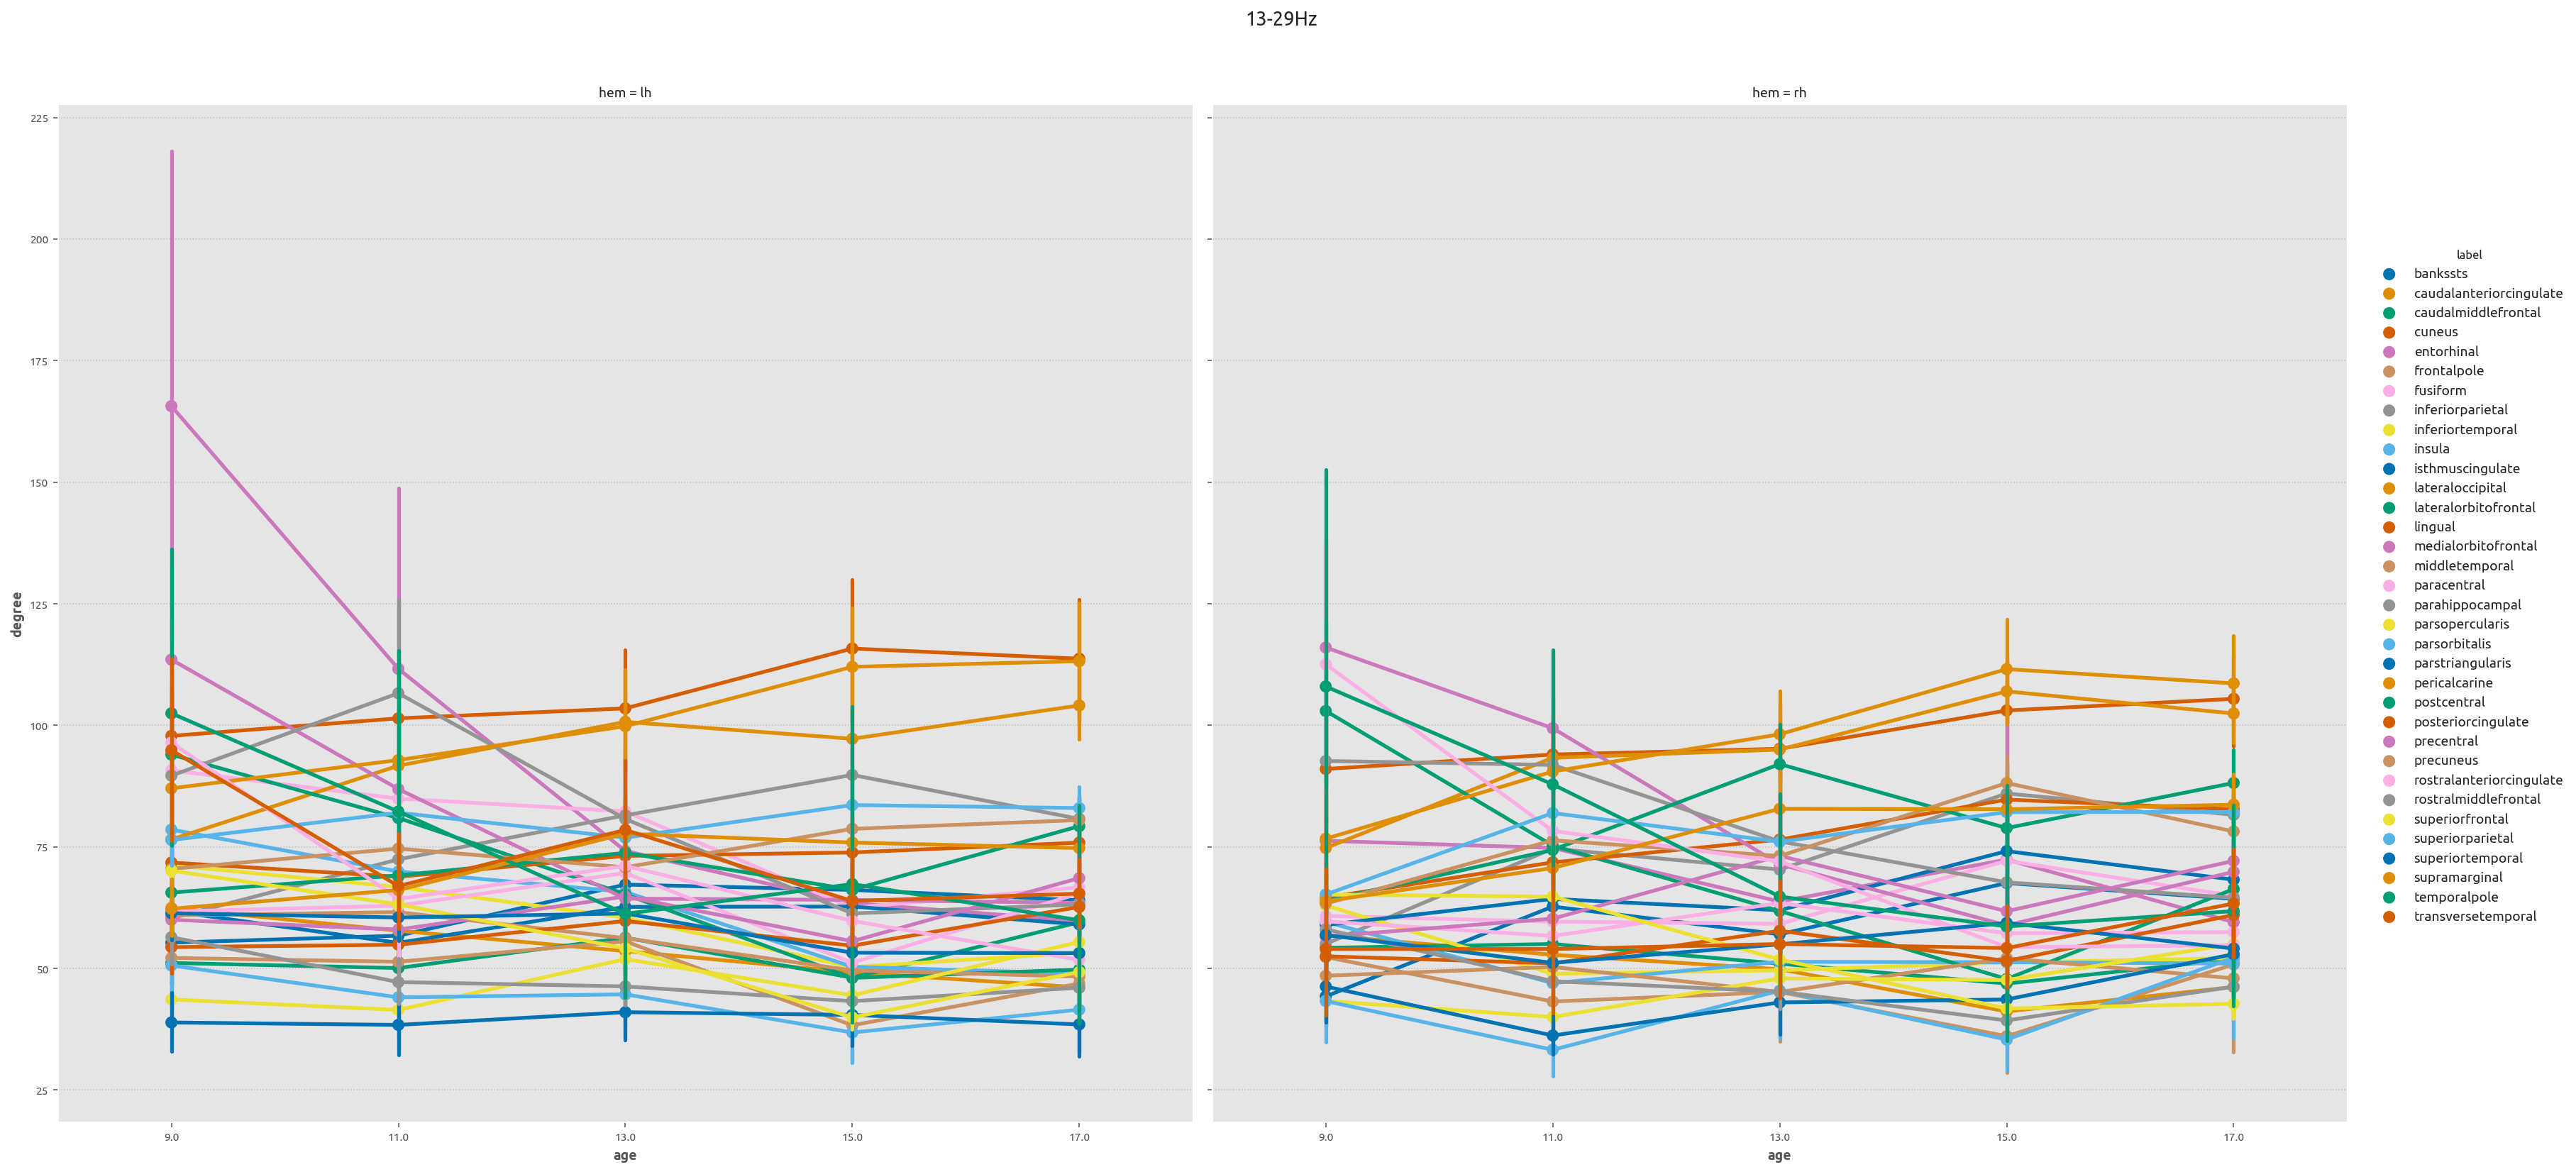 13-29Hz
hem = lh
hem = rh
225
200
175
150
125
100
75
50
25
degree
9.0
11.0
13.0
15.0
17.0
9.0
11.0
13.0
15.0
17.0
age
age
label
bankssts
caudalanteriorcingulate
caudalmiddlefrontal
cuneus
entorhinal
frontalpole
fusiform
inferiorparietal
inferiortemporal
insula
isthmuscingulate
lateraloccipital
lateralorbitofrontal
lingual
medialorbitofrontal
middletemporal
paracentral
parahippocampal
parsopercularis
parsorbitalis
parstriangularis
pericalcarine
postcentral
posteriorcingulate
precentral
precuneus
rostralanteriorcingulate
rostralmiddlefrontal
superiorfrontal
superiorparietal
superiortemporal
supramarginal
temporalpole
transversetemporal